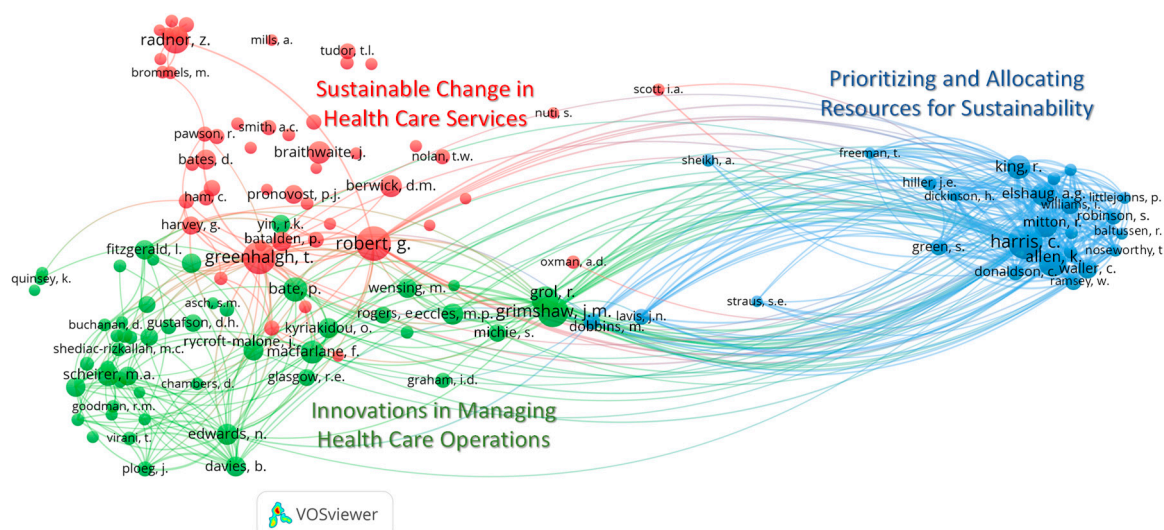 radnor, z.
mills, a.
tudor, t.l.
brommels, m.
Sustainable Change in
Health Care Services
Prioritizing and Allocating
Resources for Sustainability
scott, i.a.
nuti, s.
pawson, r.
smith, a.c.
bates, d.
braithwaite, j.
nolan, t.w.
sheikh, a.
freeman, t.
king, r.
ham, c.
pronovost, p.j.
berwick, d.m.
hiller, j.e.
dickinson, h.
elshaug, a.g.
littlejohns, p.
williams, i.
harvey, g.
yin, r.k.
batalden, p.
robert, g.
mitton, r.
robinson, s.
baltussen, r.
fitzgerald, l.
greenhalgh, t.
green, s.
harris, c.
allen, k.
noseworthy, t
quinsey, k.
oxman, a.d.
donaldson, c.
waller, c.
ramsey, w.
bate, p.
wensing, m.
grol, r.
asch, s.m.
rogers, e.
eccles, m.p.
grimshaw, j.m.
straus, s.e.
buchanan, d.
gustafson, d.h.
kyriakidou, o.
michie, s.
dobbins, m.
lavis, j.n.
shediac-rizkallah, m.c.
rycroft-malone, j.
macfarlane, f.
scheirer, m.a.
chambers, d.
glasgow, r.e.
graham, i.d.
goodman, r.m.
Innovations in Managing
Health Care Operations
virani, t.
edwards, n.
ploeg, j.
davies, b.
VOSviewer